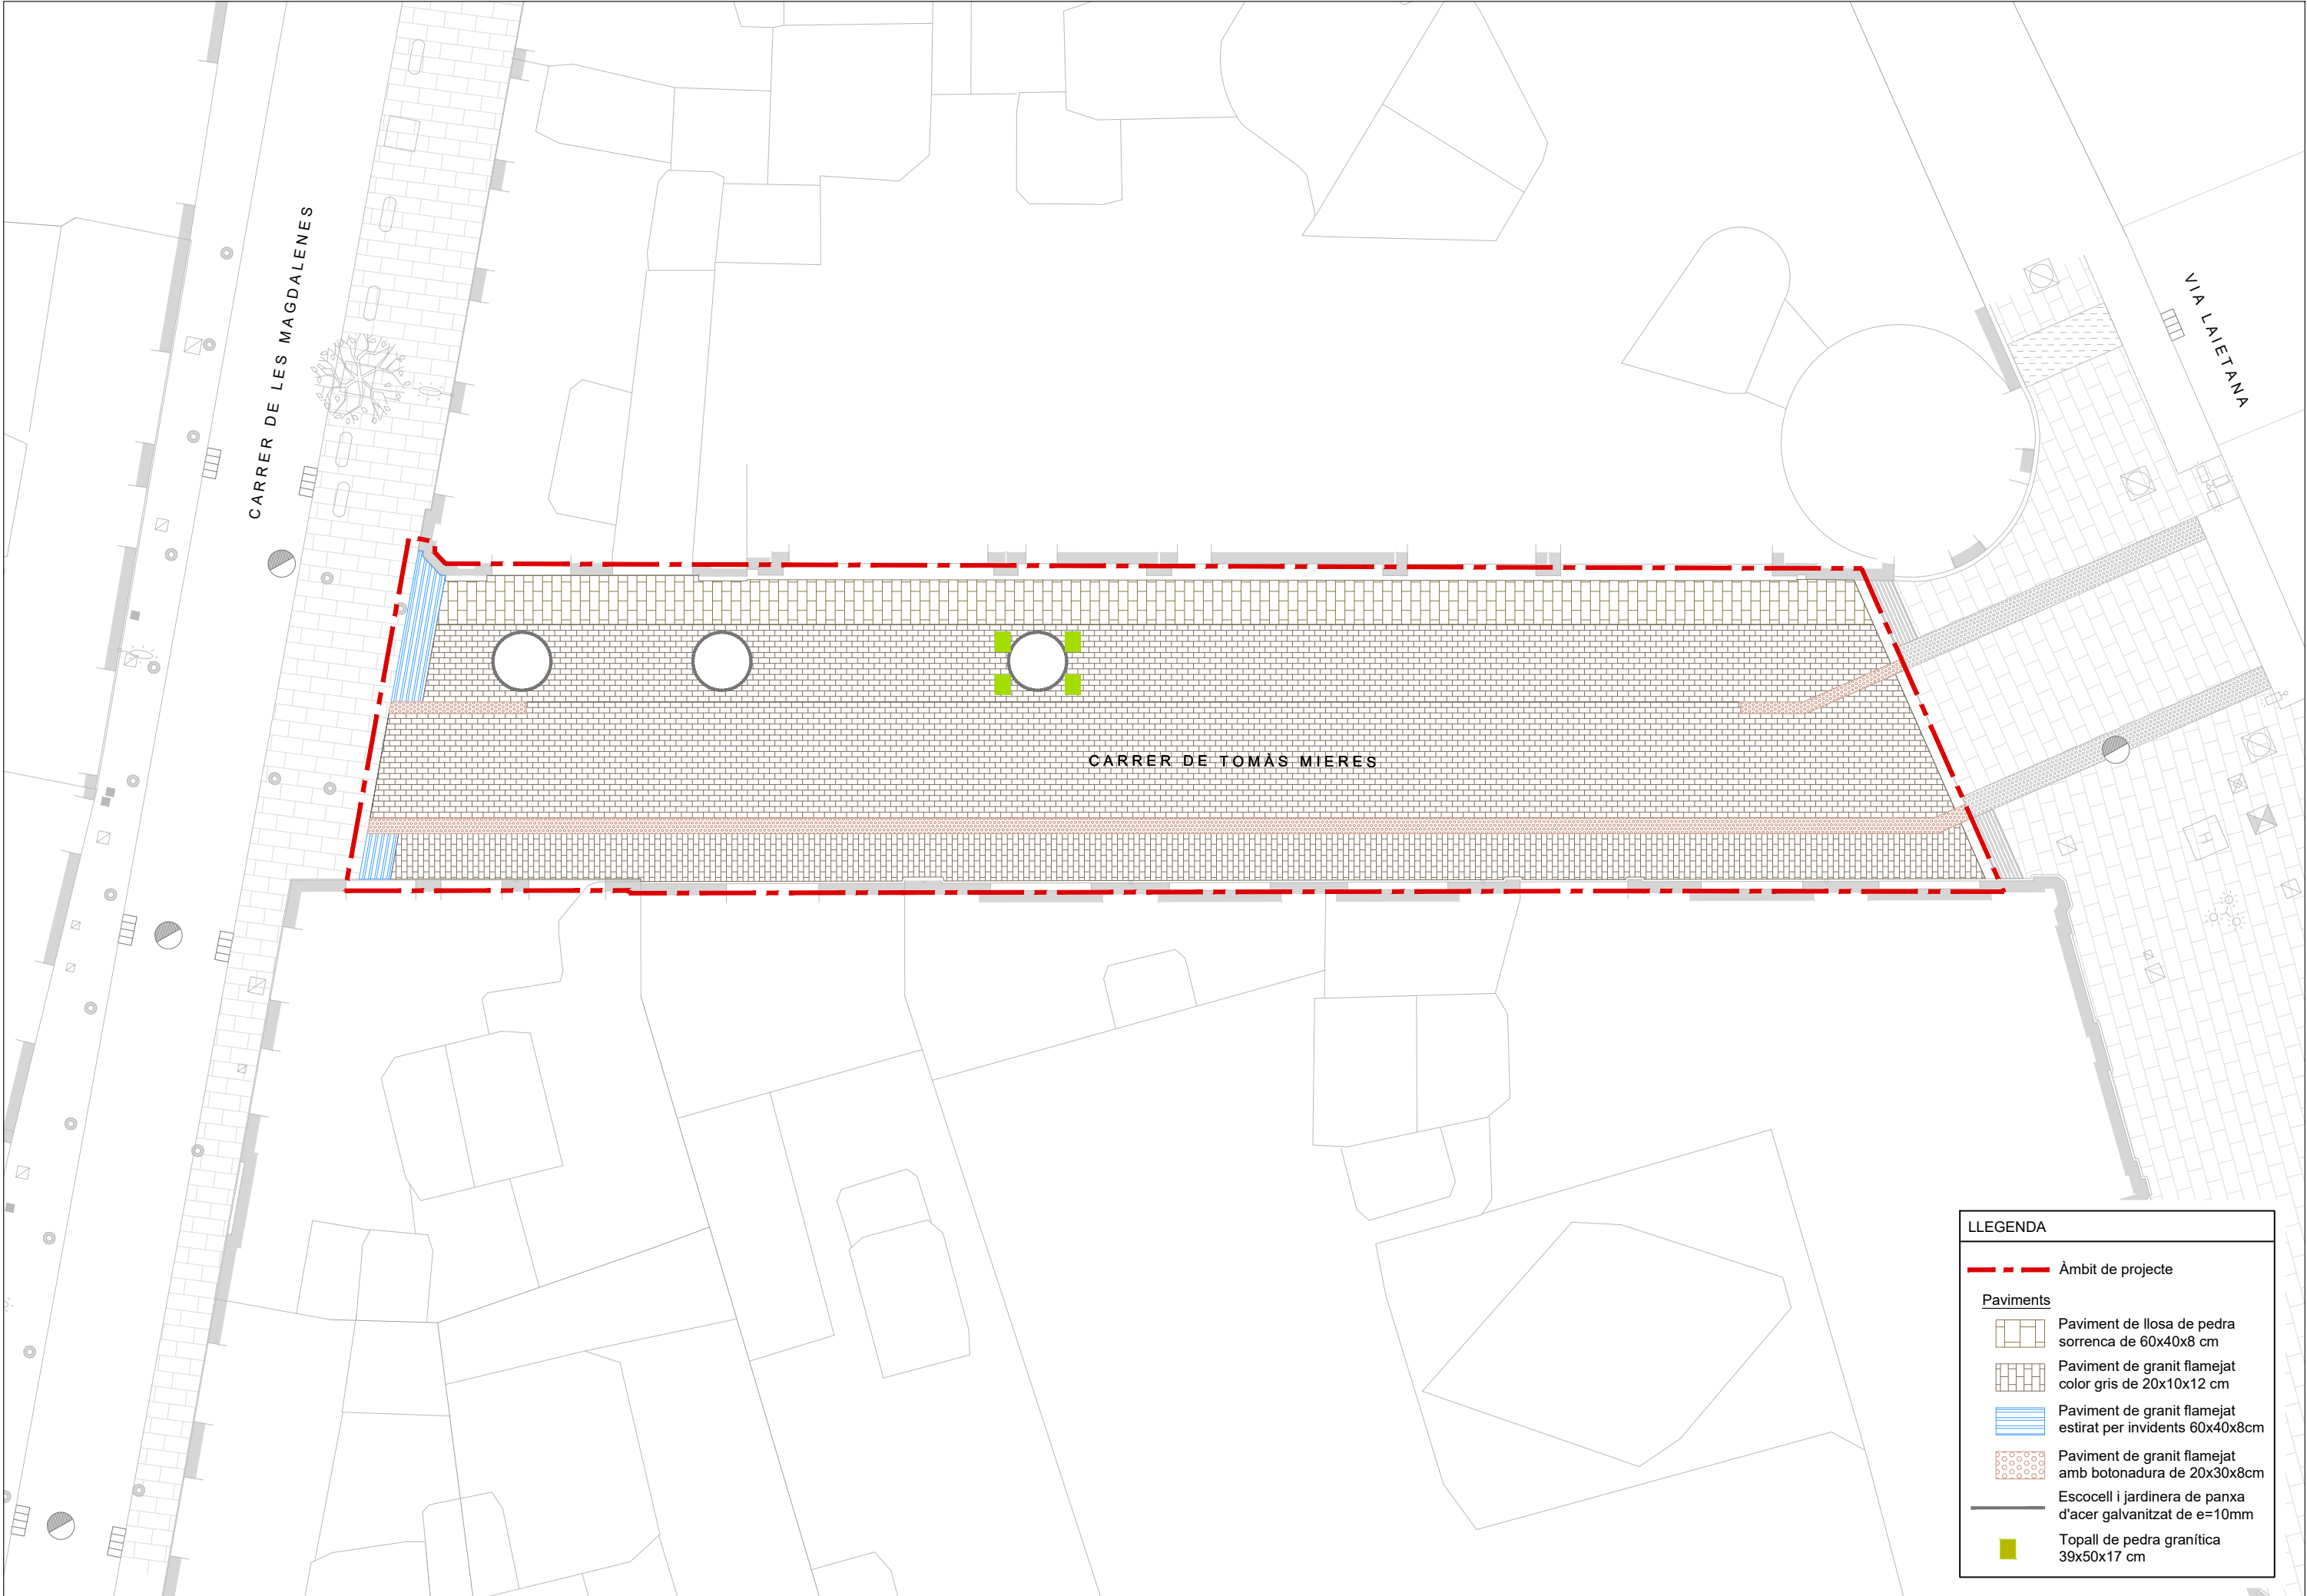 CARRER DE LES MAGDALENES
VIA LAIETANA
CARRER DE TOMÀS MIERES
H
LLEGENDA
Àmbit de projecte
Paviments
Paviment de llosa de pedra
sorrenca de 60x40x8 cm
Paviment de granit flamejat
color gris de 20x10x12 cm
Paviment de granit flamejat
estirat per invidents 60x40x8cm
Paviment de granit flamejat
amb botonadura de 20x30x8cm
Escocell i jardinera de panxa
d'acer galvanitzat de e=10mm
Topall de pedra granítica
39x50x17 cm